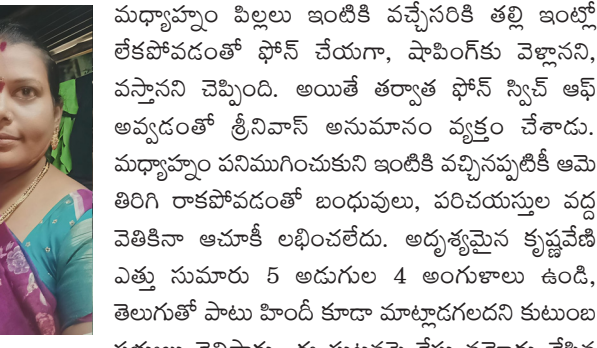 మధ్యాహ్నం పిల్లలు ఇంటికి వచ్చేసరికి తల్లి ఇంట్లో
లేకపోవడంతో ఫోన్ చేయగా, షాపింగ్‌కు వెళ్లానని,
వస్తానని చెప్పింది. అయితే తర్వాత ఫోన్ స్విచ్ ఆఫ్
అవ్వడంతో శ్రీనివాస్ అనుమానం వ్యక్తం చేశాడు.
మధ్యాహ్నం పనిముగించుకుని ఇంటికి వచ్చినప్పటికీ ఆమె
తిరిగి రాకపోవడంతో బంధువులు, పరిచయస్తుల వద్ద
వెతికినా ఆచూకీ లభించలేదు. అదృశ్యమైన కృష్ణవేణి
ఎత్తు సుమారు 5 అడుగుల 4 అంగుళాలు ఉండి,
తెలుగుతో పాటు హిందీ కూడా మాట్లాడగలదని కుటుంబ